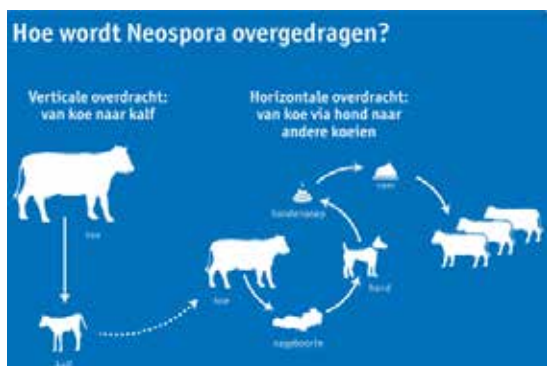 Hoe wordt Neospora overgedragen?
Verticale overdracht:
van koe naar kalf
Horizontale overdracht:
van koe via hond naar
andere koeien
koe
kalf
koe
nageboorte
hond
hondenpoep